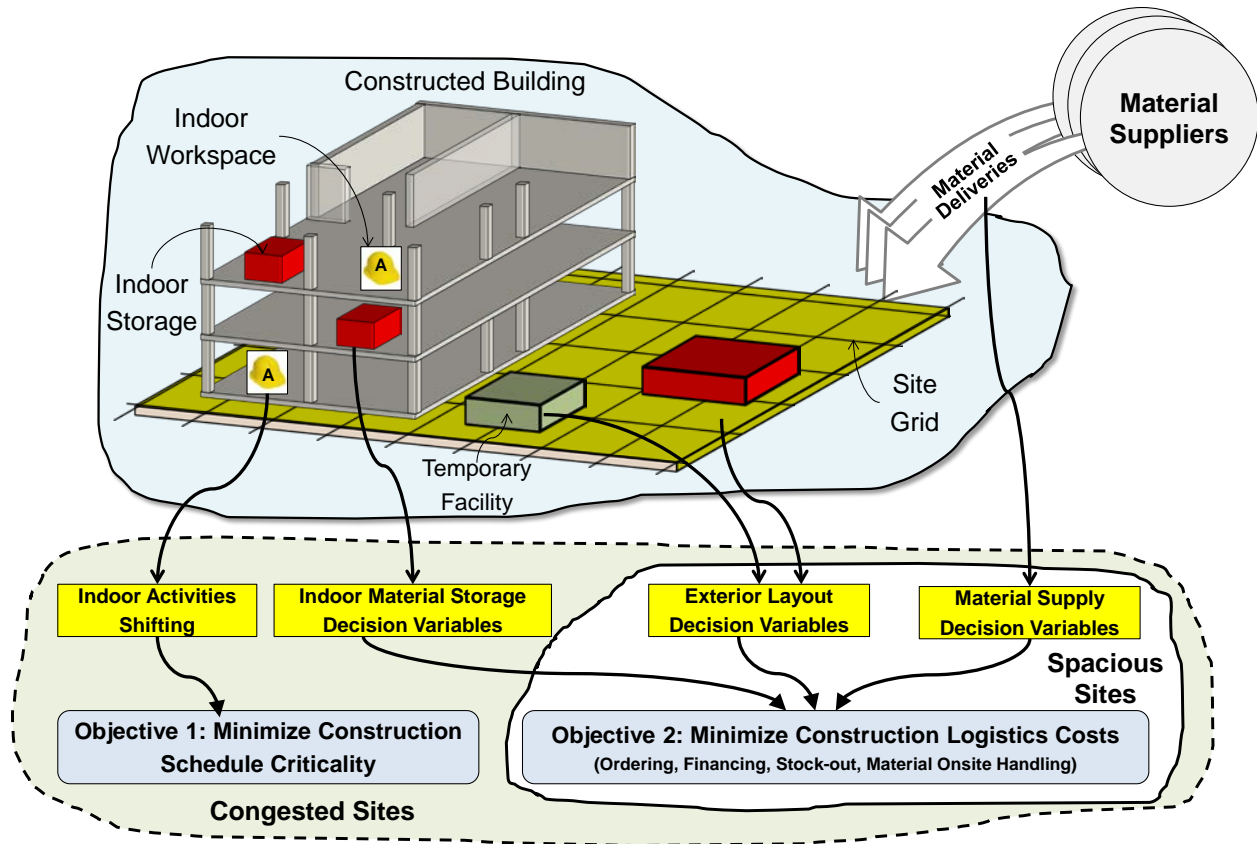 Constructed Building
Indoor
Workspace
Material
Suppliers
Material
Deliveries
A
Indoor
Storage
A
Site
Grid
Temporary
Facility
Indoor Activities
Shifting
Indoor Material Storage
Decision Variables
Exterior Layout
Decision Variables
Material Supply
Decision Variables
Spacious
Sites
Objective 1: Minimize Construction
Schedule Criticality
Objective 2: Minimize Construction Logistics Costs
(Ordering, Financing, Stock-out, Material Onsite Handling)
Congested Sites